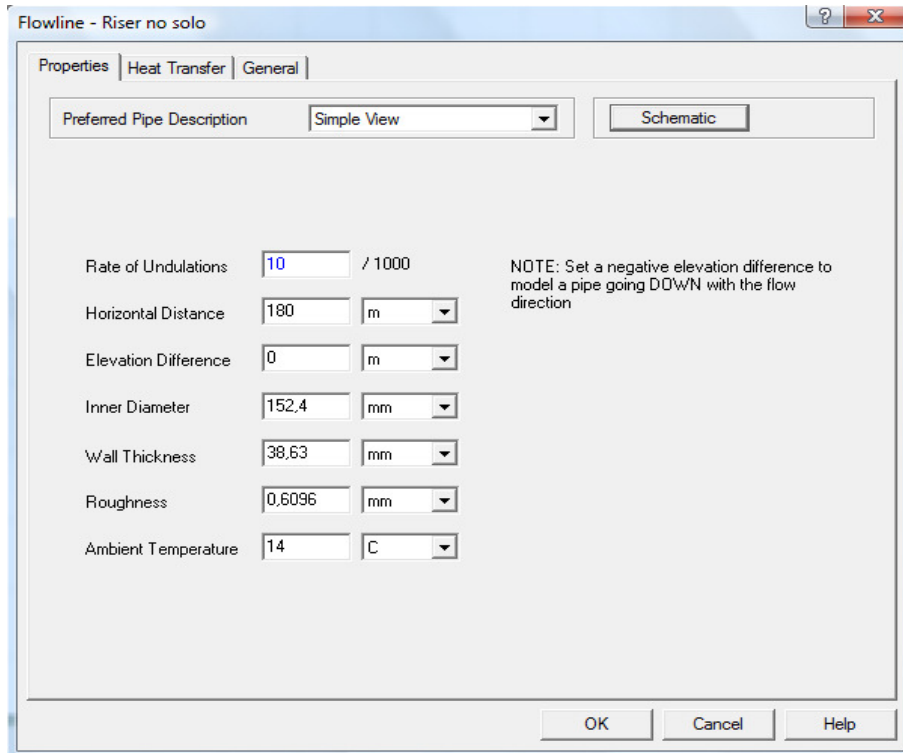 Flowline - Riser no solo
? X
Properties Heat Transfer General
Preferred Pipe Description Simple View Schematic
Rate of Undulations 10 / 1000
NOTE: Set a negative elevation difference to
model a pipe going DOWN with the flow
direction
Horizontal Distance 180 m
Elevation Difference 0 m
Inner Diameter 152,4 mm
Wall Thickness 38,63 mm
Roughness 0,6096 mm
Ambient Temperature 14 C
OK Cancel Help